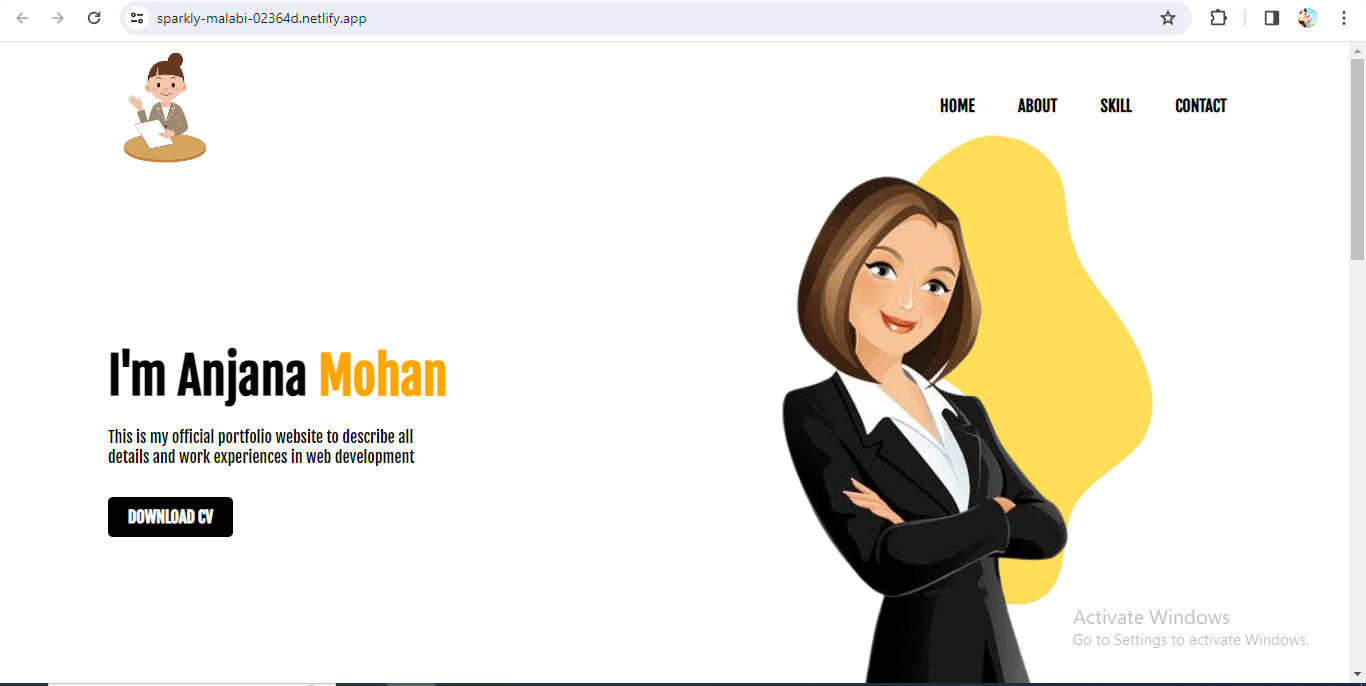 sparkly-malabi-02364d.netlify.app
HOME ABOUT SKILL CONTACT
I'm Anjana Mohan
This is my official portfolio website to describe all
details and work experiences in web development
DOWNLOAD CV
Activate Windows
Go to Settings to activate Windows.